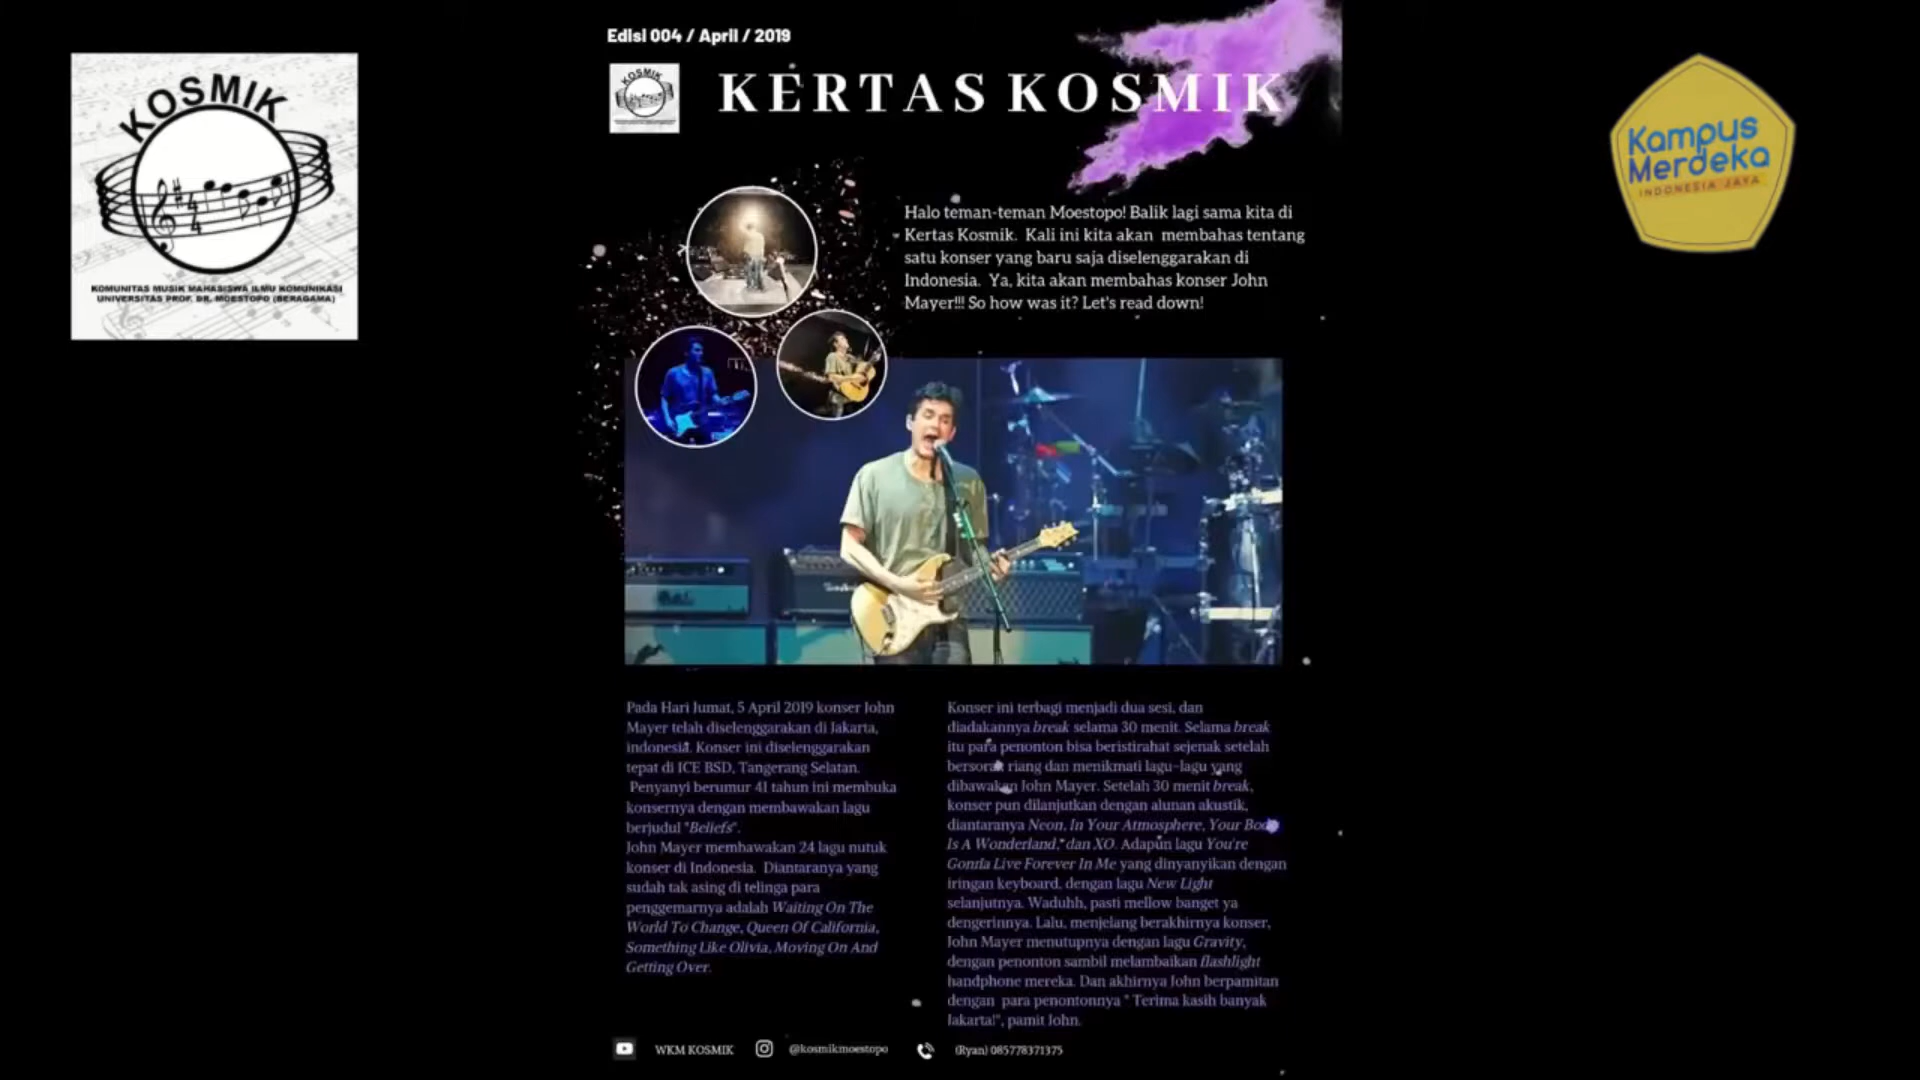 KOSMIK
KOMUNITAS MUSIK MAHASISWA ILMU KOMUNIKASI
UNIVERSITAS PROF. DR. MOESTOPO (BERAGAMA)
Edisi 004 / April / 2019
KOSMIK
KERTAS KOSMIK
Kampus
Merdeka
INDONESIA JAYA
Halo teman-teman Moestopo! Balik lagi sama kita di
Kertas Kosmik. Kali ini kita akan membahas tentang
satu konser yang baru saja diselenggarakan di
Indonesia. Ya, kita akan membahas konser John
Mayer!!! So how was it? Let's read down!
Pada Hari Jumat, 5 April 2019 konser John
Mayer telah diselenggarakan di Jakarta,
indonesia. Konser ini diselenggarakan
tepat di ICE BSD, Tangerang Selatan.
Penyanyi berumur 41 tahun ini membuka
konsernya dengan membawakan lagu
berjudul "Beliefs".
John Mayer membawakan 24 lagu nutuk
konser di Indonesia. Diantaranya yang
sudah tak asing di telinga para
penggemarnya adalah Waiting On The
World To Change, Queen Of California,
Something Like Olivia, Moving On And
Getting Over.
Konser ini terbagi menjadi dua sesi, dan
diadakannya break selama 30 menit. Selama break
itu para penonton bisa beristirahat sejenak setelah
bersorak riang dan menikmati lagu-lagu yang
dibawakan John Mayer. Setelah 30 menit break,
konser pun dilanjutkan dengan alunan akustik,
diantaranya Neon, In Your Atmosphere, Your Body
Is A Wonderland," dan XO. Adapun lagu You're
Gonna Live Forever In Me yang dinyanyikan dengan
iringan keyboard, dengan lagu New Light
selanjutnya. Waduhh, pasti mellow banget ya
dengerinnya. Lalu, menjelang berakhirnya konser,
John Mayer menutupnya dengan lagu Gravity,
dengan penonton sambil melambaikan flashlight
handphone mereka. Dan akhirnya John berpamitan
dengan para penontonnya " Terima kasih banyak
Jakarta!", pamit John.
WKM KOSMIK @kosmikmoestopo (Ryan) 085778371375